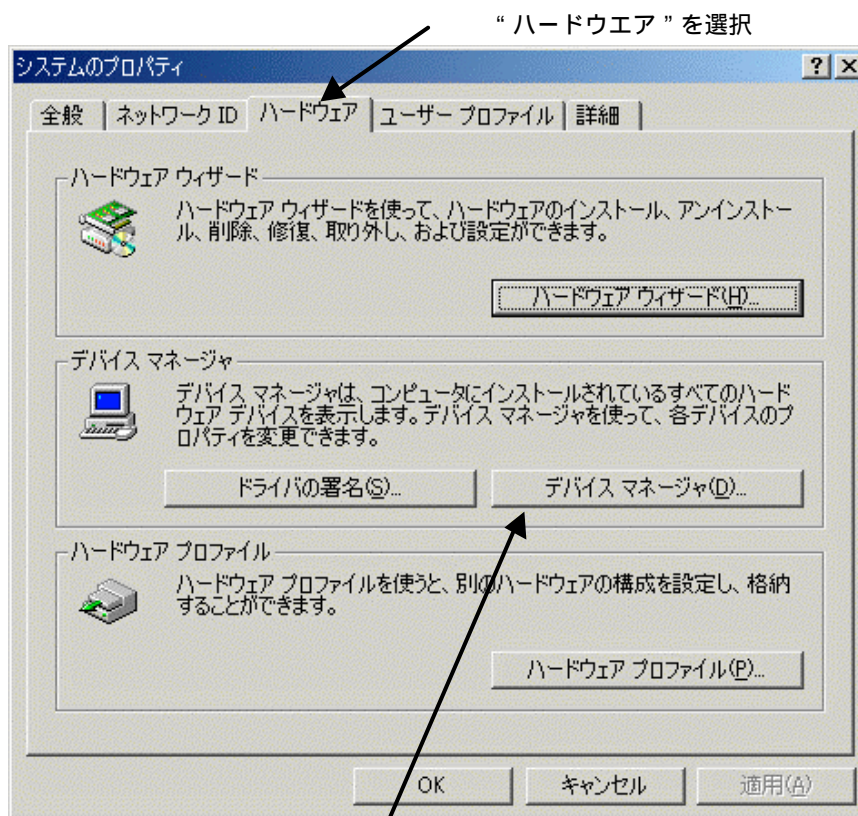 “ハードウエア”を選択
システムのプロパティ
全般 ネットワーク ID ハードウェア ユーザー プロファイル 詳細
ハードウェア ウィザード
ハードウェア ウィザードを使って、ハードウェアのインストール、アンインストー
ル、削除、修復、取り外し、および設定ができます。
ハードウェア ウィザード(H)...
デバイス マネージャ
デバイス マネージャは、コンピュータにインストールされているすべてのハード
ウェア デバイスを表示します。デバイス マネージャを使って、各デバイスのプ
ロパティを変更できます。
ドライバの署名(S)... デバイス マネージャ(D)...
ハードウェア プロファイル
ハードウェア プロファイルを使うと、別のハードウェアの構成を設定し、格納
することができます。
ハードウェア プロファイル(P)...
OK キャンセル 適用(A)